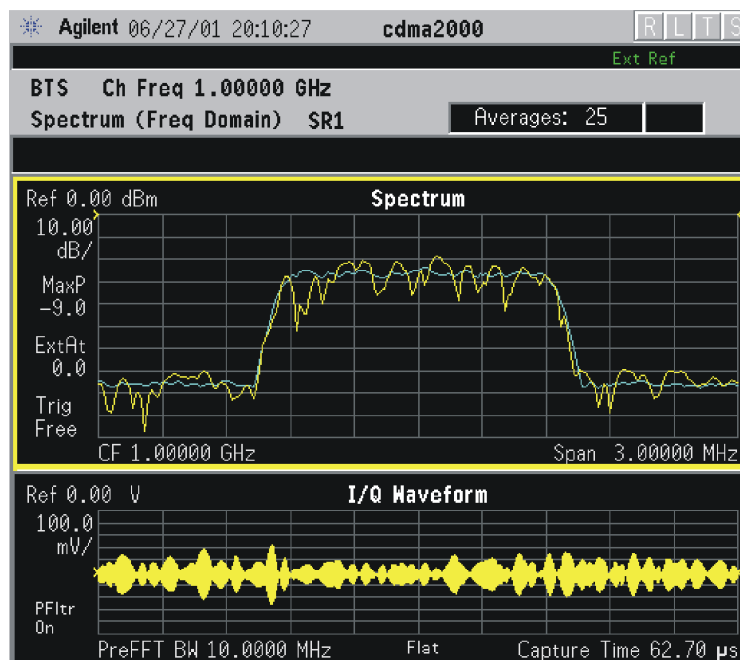 Agilent 06/27/01 20:10:27 cdma2000 R L T S
Ext Ref
BTS Ch Freq 1.00000 GHz
Spectrum (Freq Domain) SR1 Averages: 25
Ref 0.00 dBm Spectrum
10.00
dB/
MaxP
-9.0
ExtAt
0.0
Trig
Free
CF 1.00000 GHz Span 3.00000 MHz
Ref 0.00 V I/Q Waveform
100.0
mV/
PFltr
On
PreFFT BW 10.0000 MHz Flat Capture Time 62.70 µs